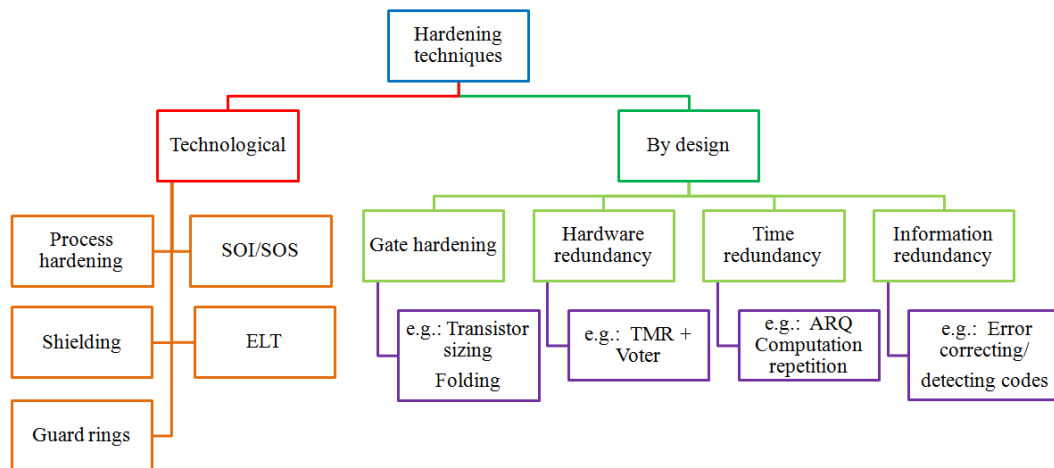 Hardening
techniques
Technological
By design
Process
hardening
SOI/SOS
Shielding
ELT
Guard rings
Gate hardening
Hardware
redundancy
Time
redundancy
Information
redundancy
e.g.: Transistor
sizing
Folding
e.g.: TMR +
Voter
e.g.: ARQ
Computation
repetition
e.g.: Error
correcting/
detecting codes